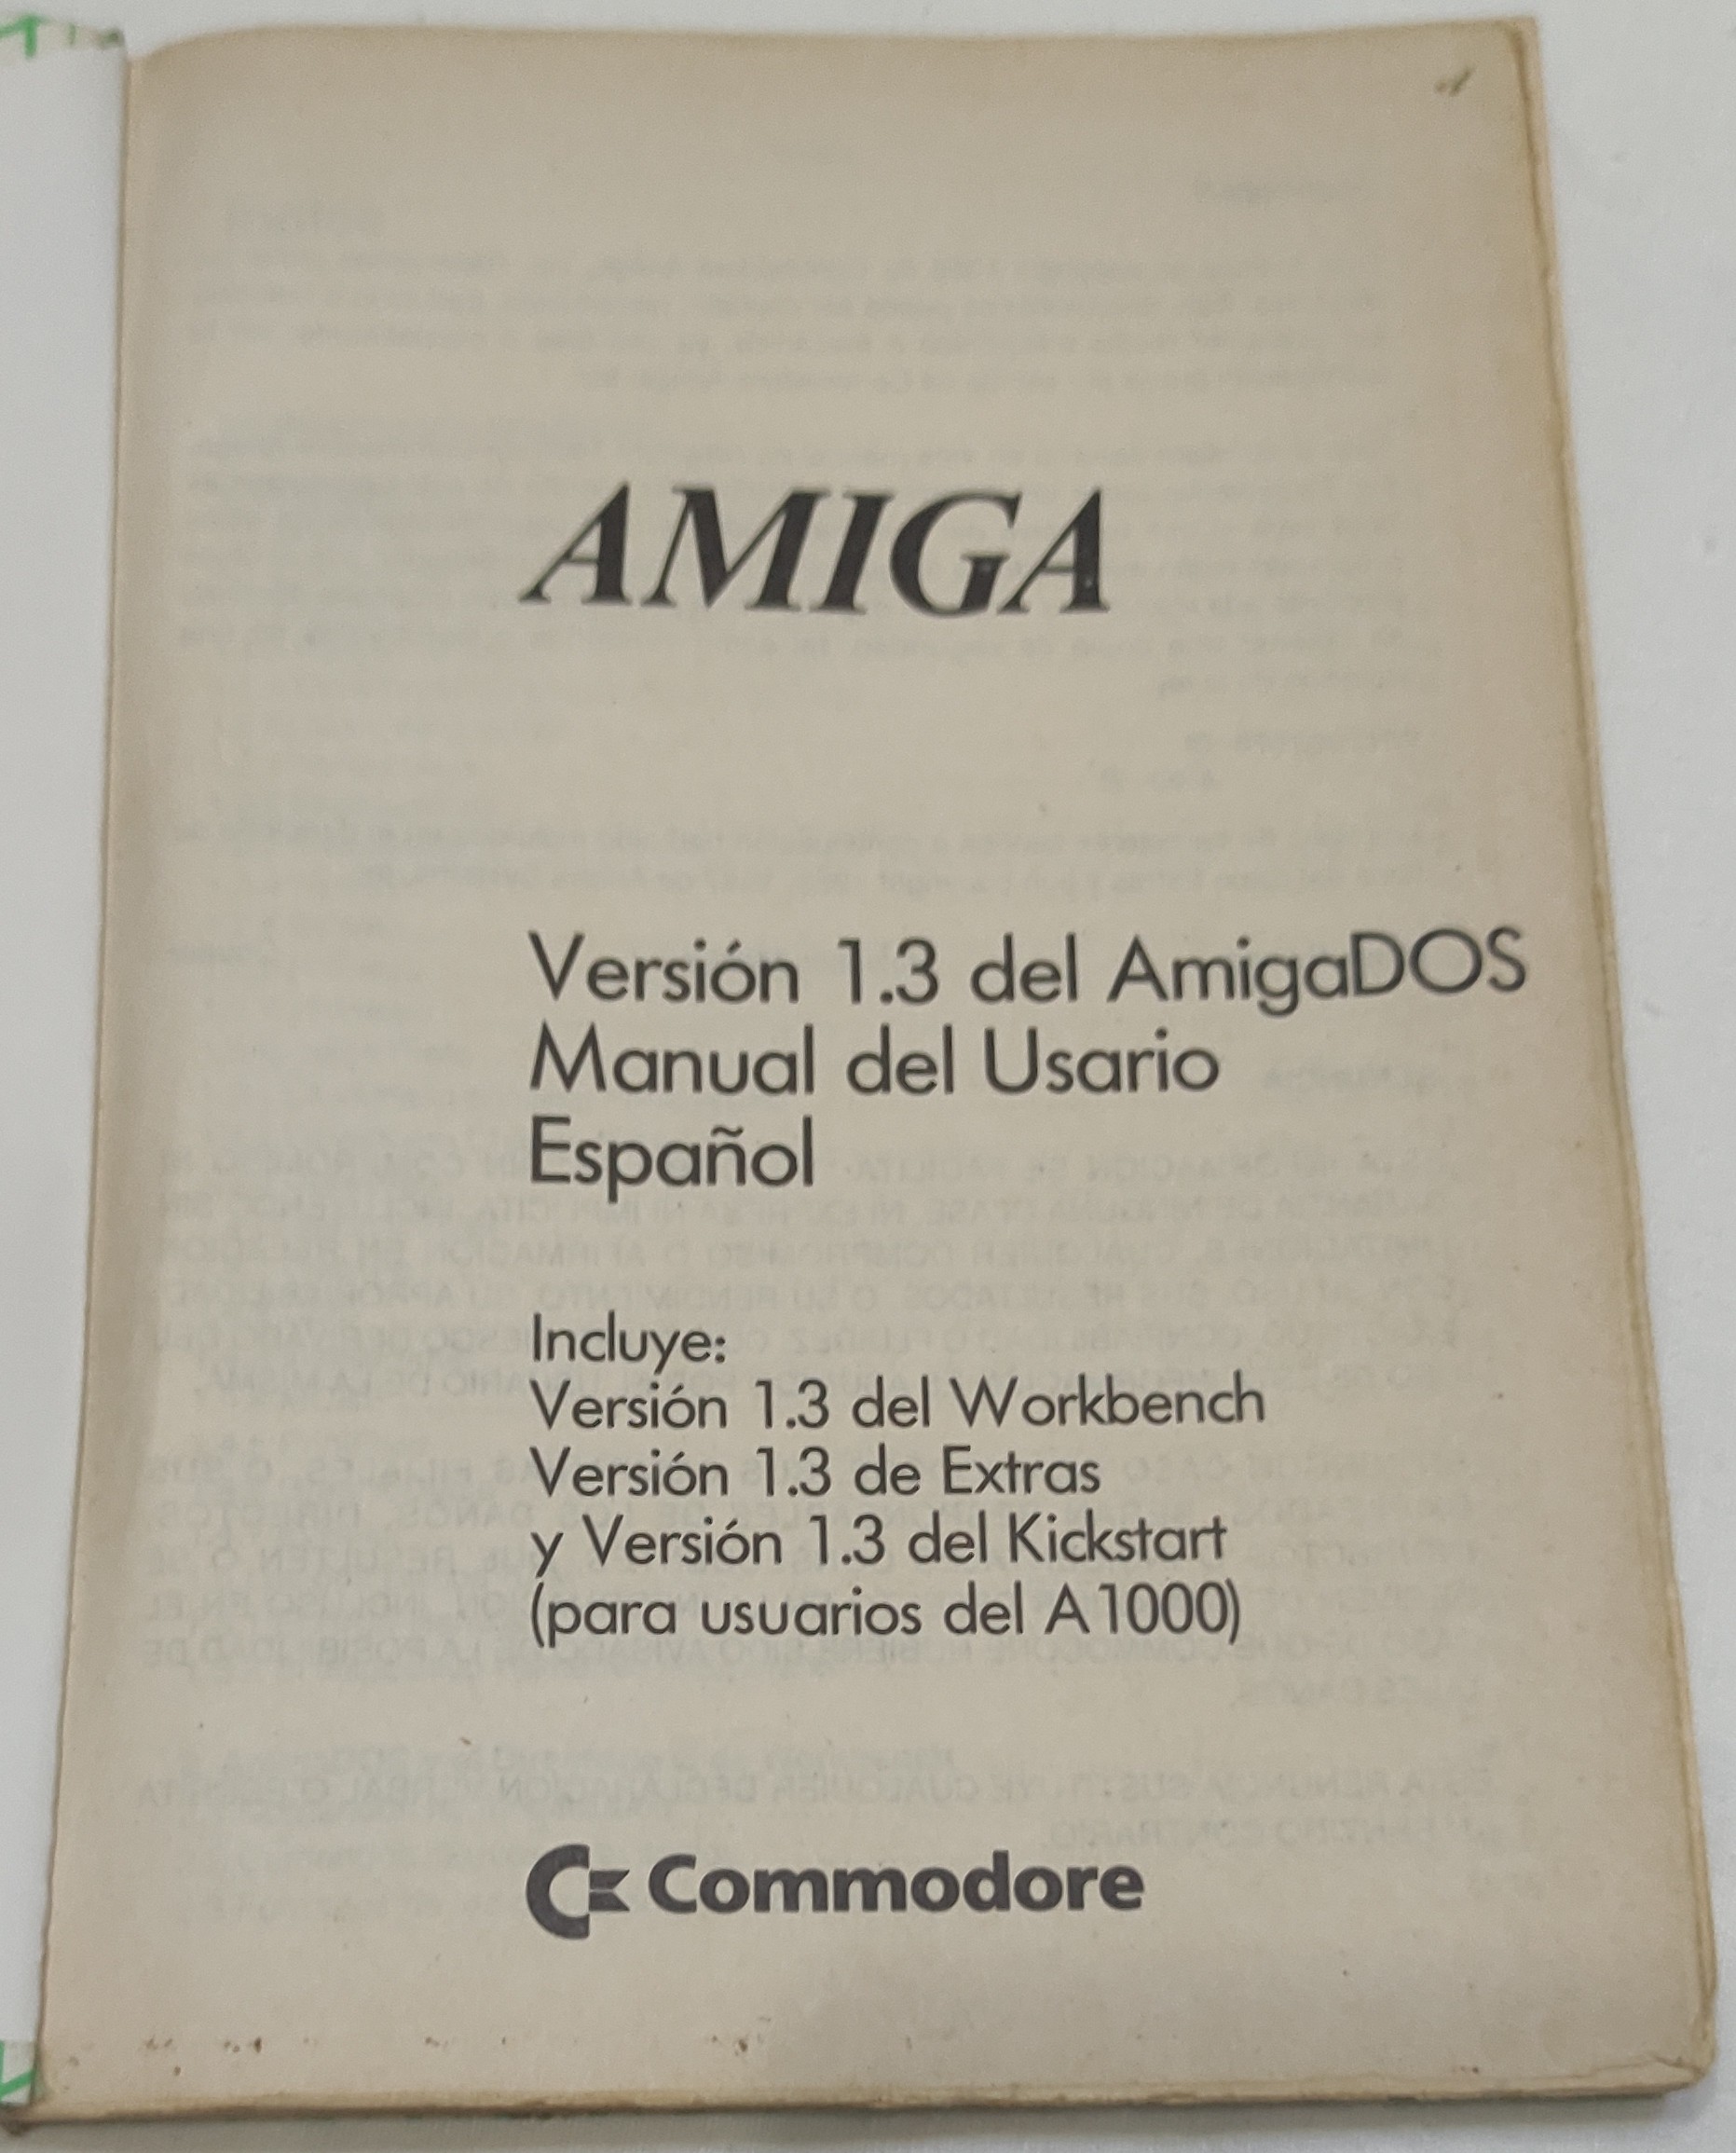 AMIGA
Versión 1.3 del AmigaDOS
Manual del Usario
Español
Incluye:
Versión 1.3 del Workbench
Versión 1.3 de Extras
y Versión 1.3 del Kickstart
(para usuarios del A1000)
Commodore